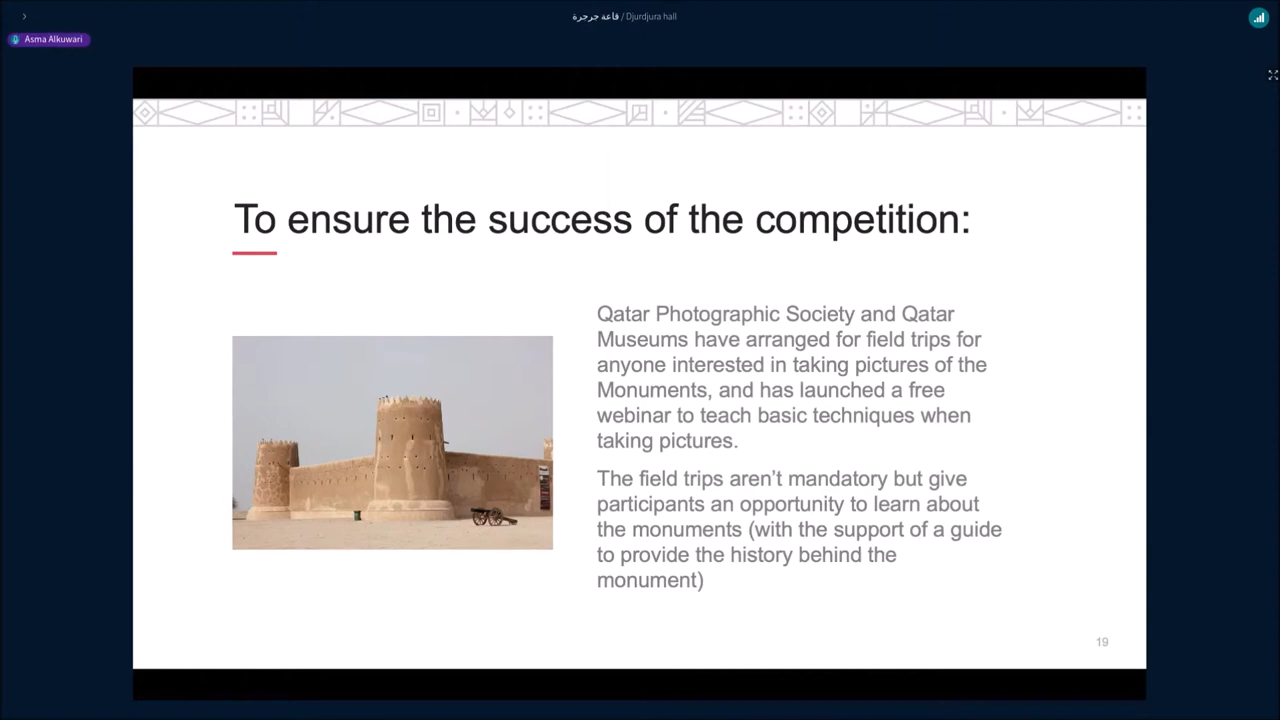 قاعة جرجرة / Djurdjura hall
Asma Alkuwari
To ensure the success of the competition:
Qatar Photographic Society and Qatar
Museums have arranged for field trips for
anyone interested in taking pictures of the
Monuments, and has launched a free
webinar to teach basic techniques when
taking pictures.
The field trips aren’t mandatory but give
participants an opportunity to learn about
the monuments (with the support of a guide
to provide the history behind the
monument)
19